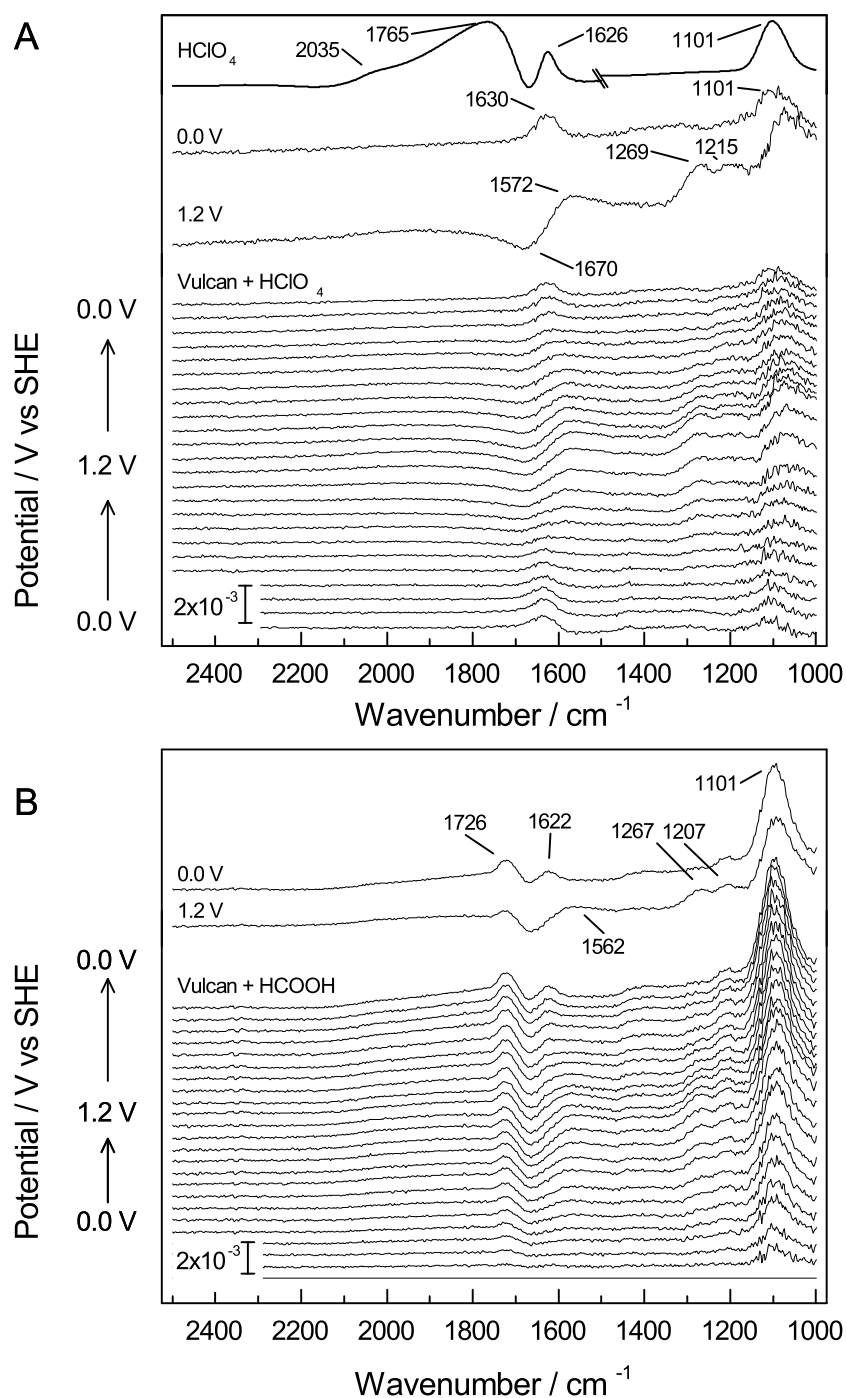 A
HClO4
2035
1765
1626
1101
0.0 V
1630
1101
1.2 V
1572
1269
1215
1670
Vulcan + HClO 4
0.0 V
1.2 V
0.0 V
Potential / V vs SHE
2x10-3
2400 2200 2000 1800 1600 1400 1200 1000
Wavenumber / cm -1
B
1101
1726
1622
1267
1207
0.0 V
1.2 V
1562
Vulcan + HCOOH
0.0 V
1.2 V
0.0 V
Potential / V vs SHE
2x10-3
2400 2200 2000 1800 1600 1400 1200 1000
Wavenumber / cm -1